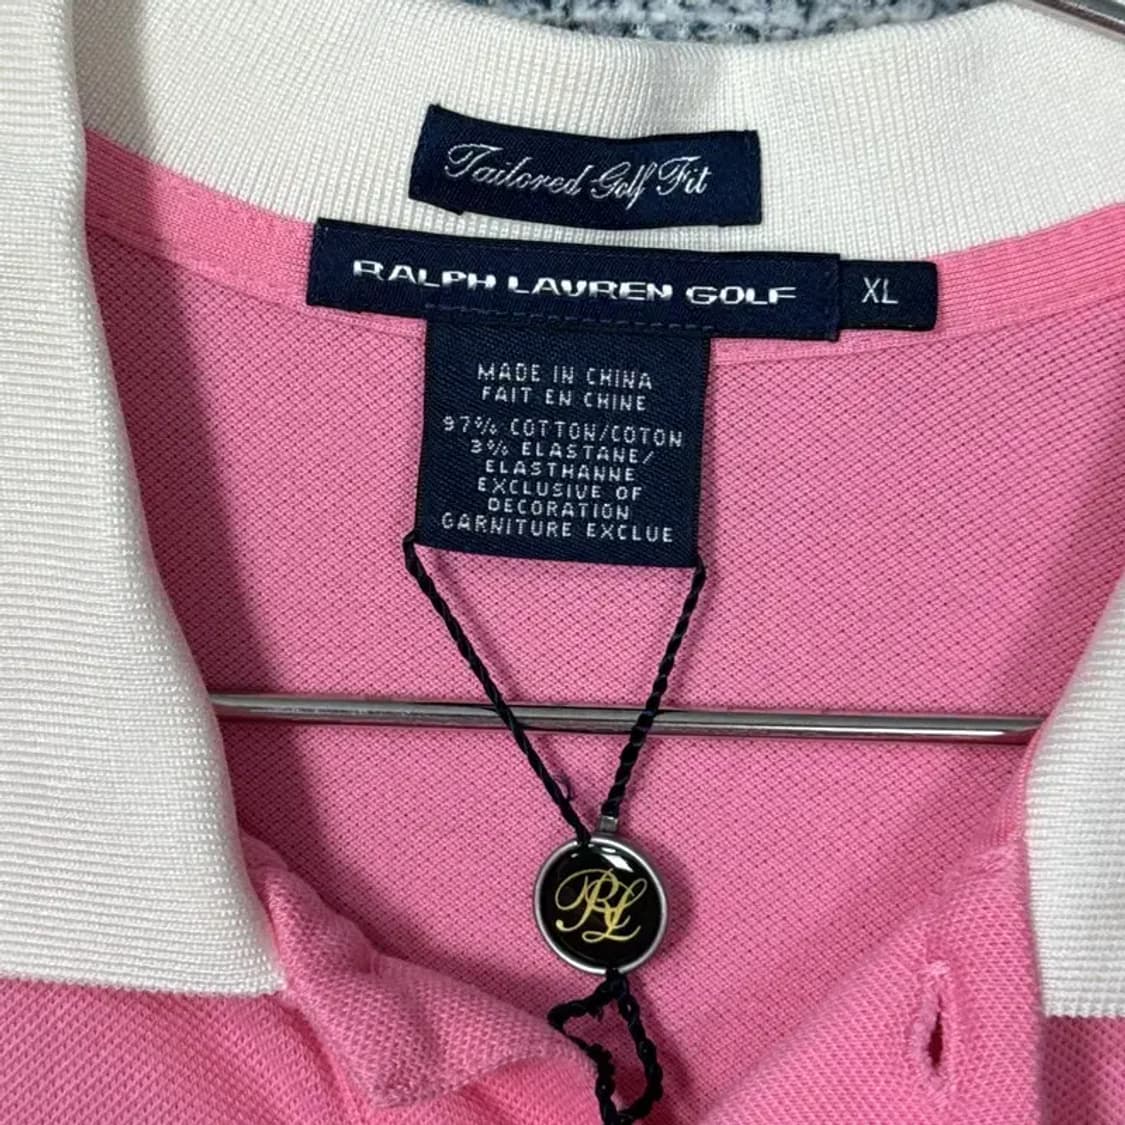 Tailored Golf Fit
RALPH LAUREN GOLF XL
MADE IN CHINA
FAIT EN CHINE
97% COTTON/COTON
3% ELASTANE/
ELASTHANNE
EXCLUSIVE OF
DECORATION
GARNITURE EXCLUE
RL